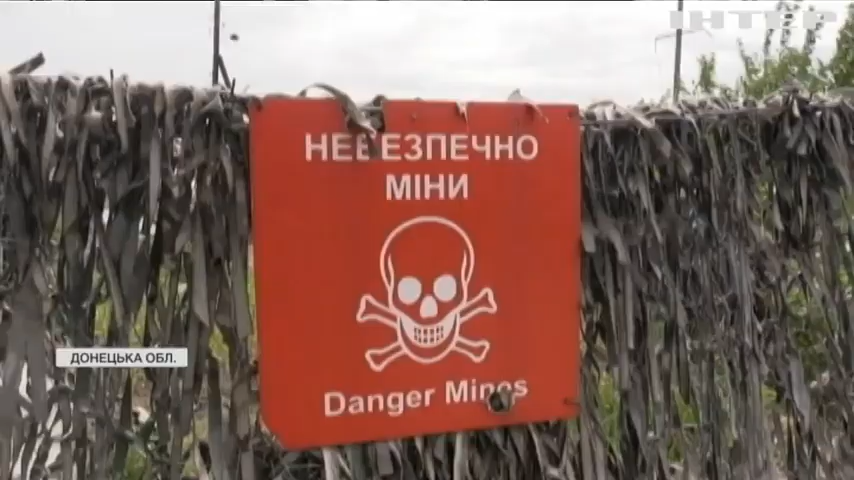 ІНТЕР
НЕБЕЗПЕЧНО
МІНИ
ДОНЕЦЬКА ОБЛ.
Danger Mines